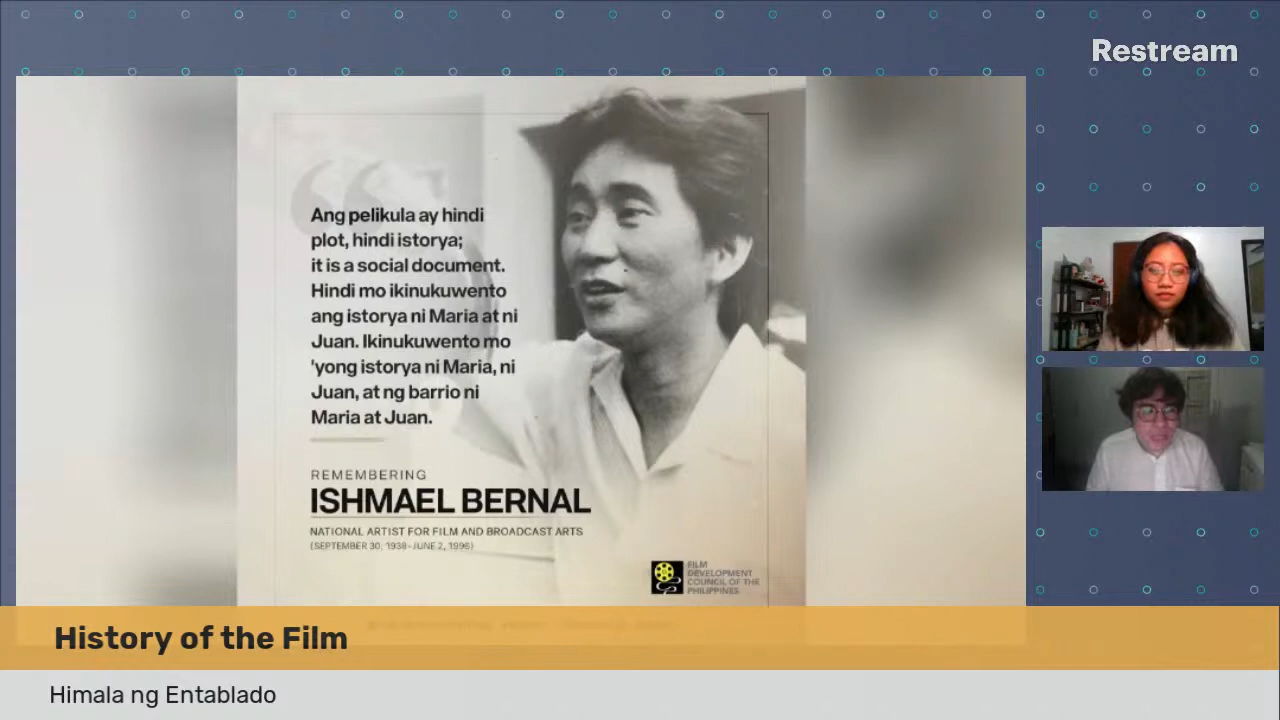 Restream
Ang pelikula ay hindi
plot, hindi istorya;
it is a social document.
Hindi mo ikinukuwento
ang istorya ni Maria at ni
Juan. Ikinukuwento mo
'yong istorya ni Maria, ni
Juan, at ng barrio ni
Maria at Juan.
REMEMBERING
ISHMAEL BERNAL
NATIONAL ARTIST FOR FILM AND BROADCAST ARTS
(SEPTEMBER 30, 1938-JUNE 2, 1996)
FILM
DEVELOPMENT
COUNCIL OF THE
PHILIPPINES
History of the Film
Himala ng Entablado